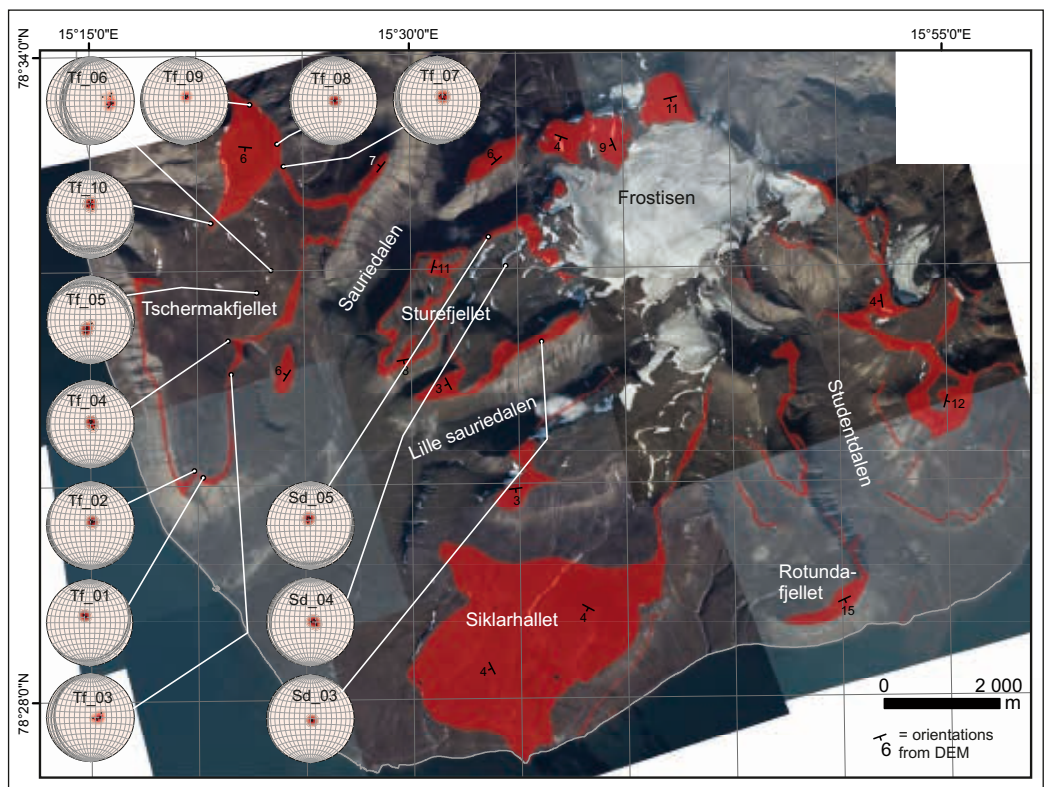 15°15'0"E
15°30'0"E
15°55'0"E
78°34'0"N
78°28'0"N
Tf_06
Tf_09
Tf_08
Tf_07
Tf_10
Tf_05
Tf_04
Tf_02
Tf_01
Tf_03
Sd_05
Sd_04
Sd_03
11
4
9
6
6
7
Frostisen
Sauriedalen
11
Tschermakfjellet
Sturefjellet
4
3
6
3
12
Lille sauriedalen
Studentdalen
3
Rotunda-
fjellet
15
Siklarhallet
4
4
0
2 000
m
6
= orientations
from DEM